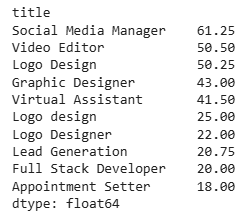 title
Social Media Manager    61.25
Video Editor            50.50
Logo Design             50.25
Graphic Designer        43.00
Virtual Assistant       41.50
Logo design             25.00
Logo Designer           22.00
Lead Generation         20.75
Full Stack Developer    20.00
Appointment Setter      18.00
dtype: float64